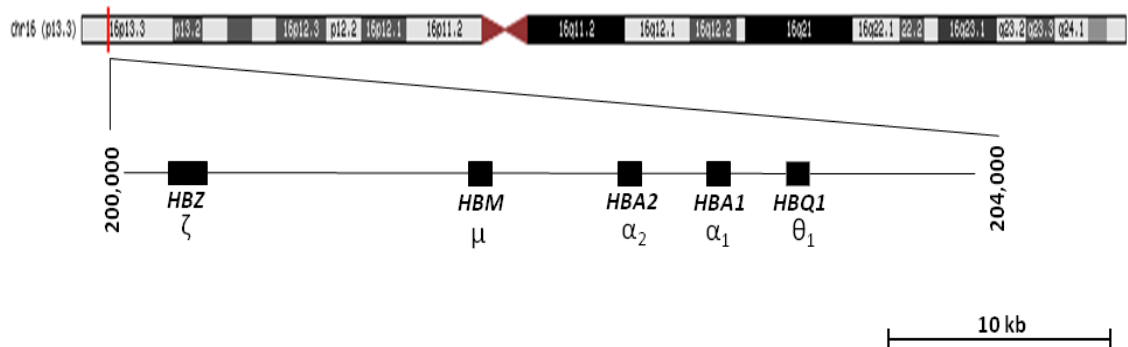 chr16 (p13.3) 16p13.3 p13.2 16p12.3 p12.2 16p12.1 16p11.2 16q11.2 16q12.1 16q12.2 16q21 16q22.1 22.2 16q23.1 q23.2 q23.3 q24.1
200,000
204,000
HBZ HBM HBA2 HBA1 HBQ1
ζ μ α₂ α₁ θ₁
10 kb